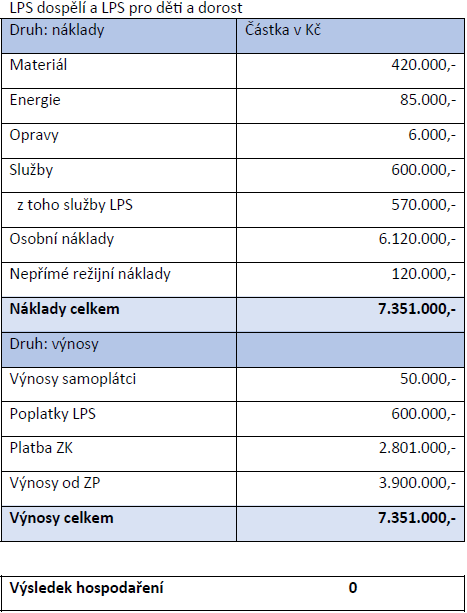 LPS dospělí a LPS pro děti a dorost
Druh: náklady Částka v Kč
Materiál 420.000,-
Energie 85.000,-
Opravy 6.000,-
Služby 600.000,-
z toho služby LPS 570.000,-
Osobní náklady 6.120.000,-
Nepřímé režijní náklady 120.000,-
Náklady celkem 7.351.000,-
Druh: výnosy
Výnosy samoplátci 50.000,-
Poplatky LPS 600.000,-
Platba ZK 2.801.000,-
Výnosy od ZP 3.900.000,-
Výnosy celkem 7.351.000,-
Výsledek hospodaření 0